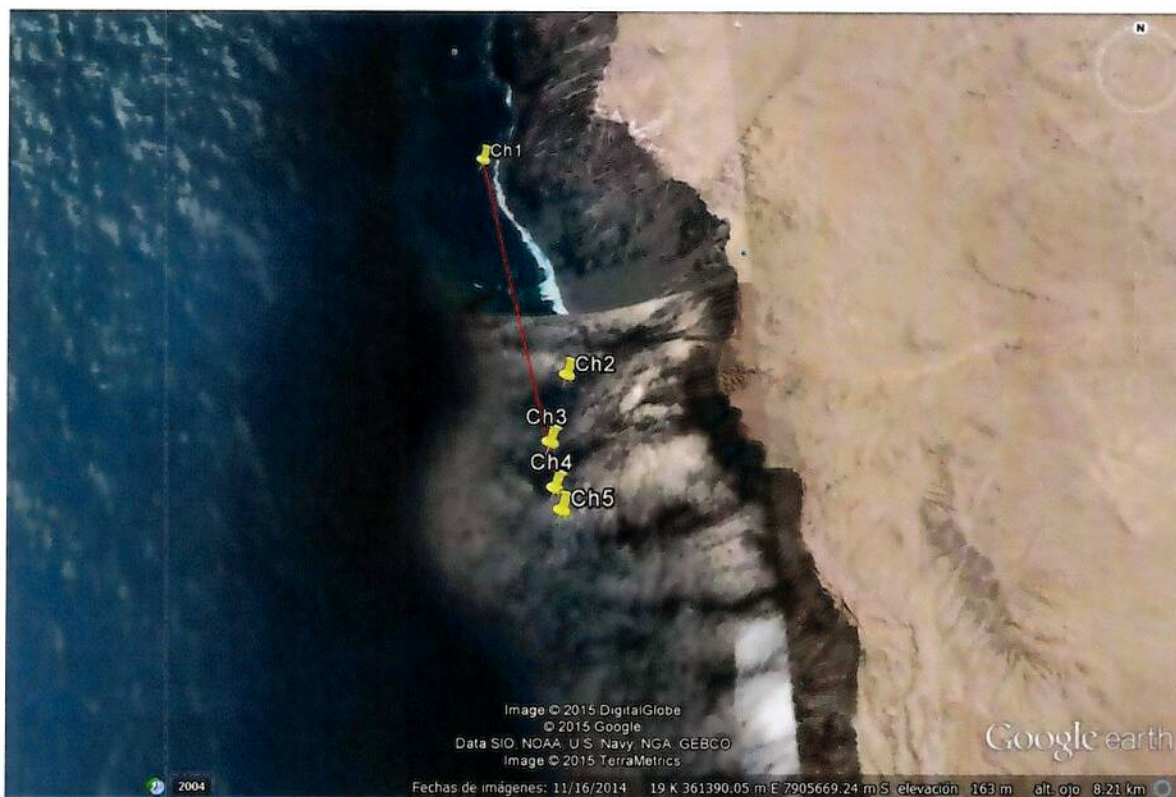 N
Ch1
Ch2
Ch3
Ch4
Ch5
Image © 2015 DigitalGlobe
© 2015 Google
Data SIO, NOAA, U.S. Navy, NGA, GEBCO
Image © 2015 TerraMetrics
Google earth
2004
Fechas de imágenes: 11/16/2014 19 K 361390.05 m E 7905669.24 m S elevación 163 m alt. ojo 8.21 km